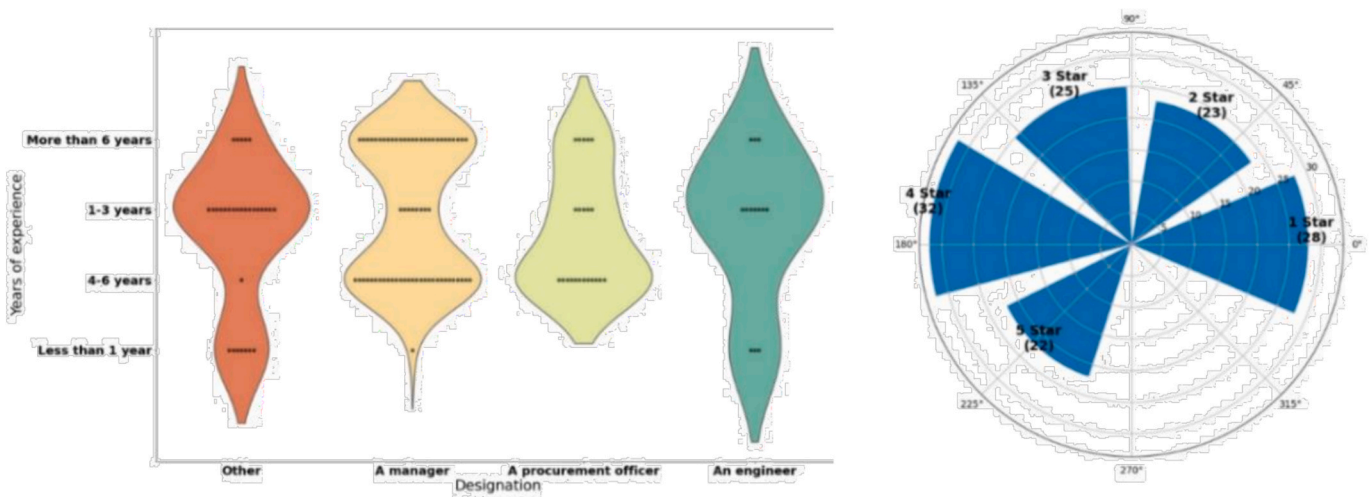 More than 6 years
1-3 years
4-6 years
Less than 1 year
Years of experience
Other
A manager
A procurement officer
An engineer
Designation
90°
135°
45°
3 Star
(25)
2 Star
(23)
30
25
20
15
10
5
4 Star
(32)
1 Star
(28)
180°
0°
5 Star
(22)
225°
315°
270°